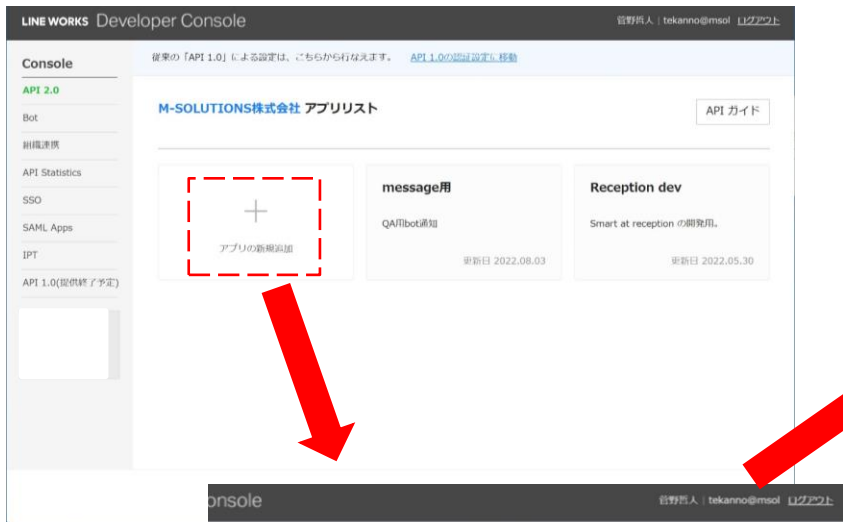 LINE WORKS Developer Console
菅野哲人 | tekanno@msol ログアウト
Console
従来の「API 1.0」による設定は、こちらから行なえます。 API 1.0の認証設定に移動
API 2.0
Bot
組織連携
API Statistics
SSO
SAML Apps
IPT
API 1.0(提供終了予定)
M-SOLUTIONS株式会社 アプリリスト
API ガイド
アプリの新規追加
message用
QA用bot通知
更新日 2022.08.03
Reception dev
Smart at reception の開発用。
更新日 2022.05.30
onsole
菅野哲人 | tekanno@msol ログアウト